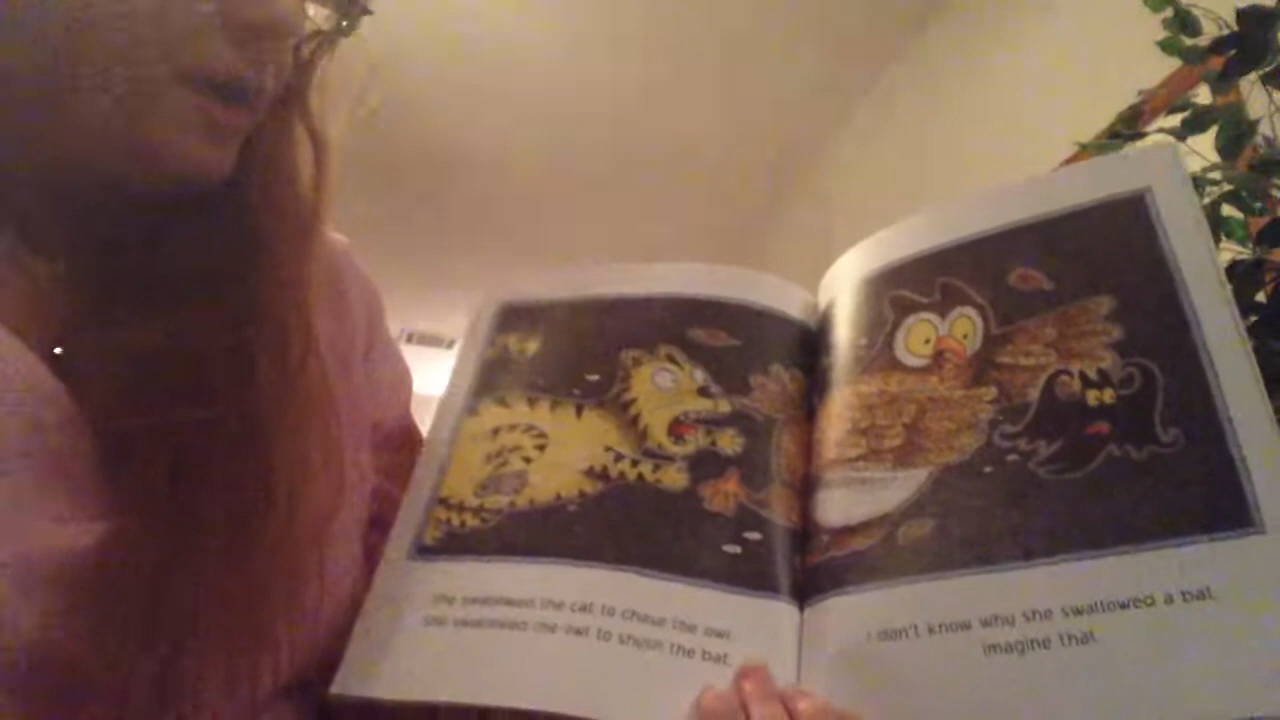 She swallowed the cat to chase the owl.
She swallowed the owl to shush the bat.
I don't know why she swallowed a bat.
imagine that.